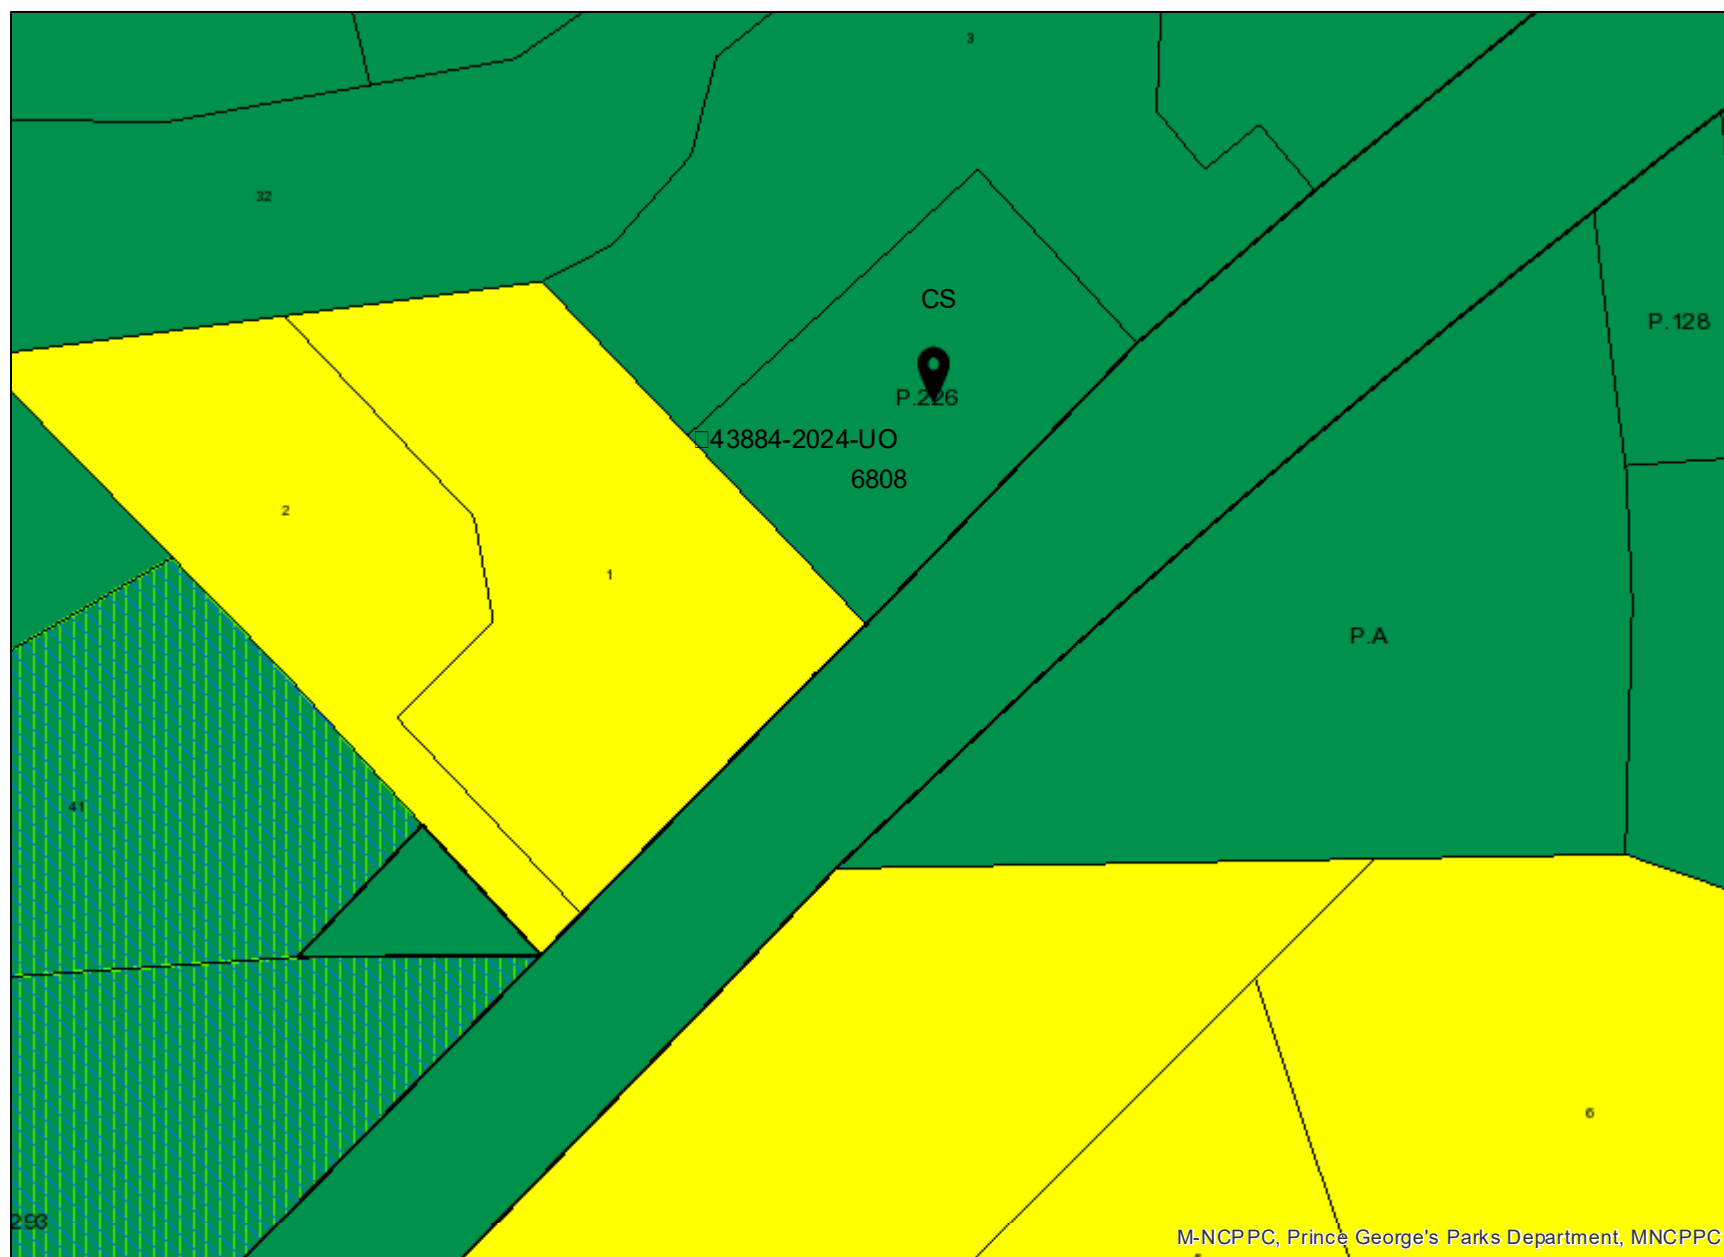 3
32
CS
P.128
P.226
43884-2024-UO
6808
2
1
P.A
41
6
293
M-NCPPC, Prince George's Parks Department, MNCPPC